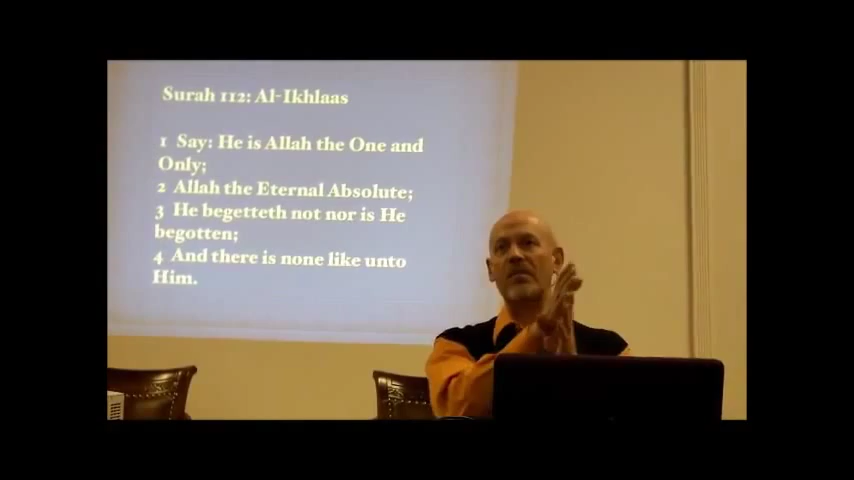 Surah 112: Al-Ikhlaas
1 Say: He is Allah the One and
Only;
2 Allah the Eternal Absolute;
3 He begetteth not nor is He
begotten;
4 And there is none like unto
Him.